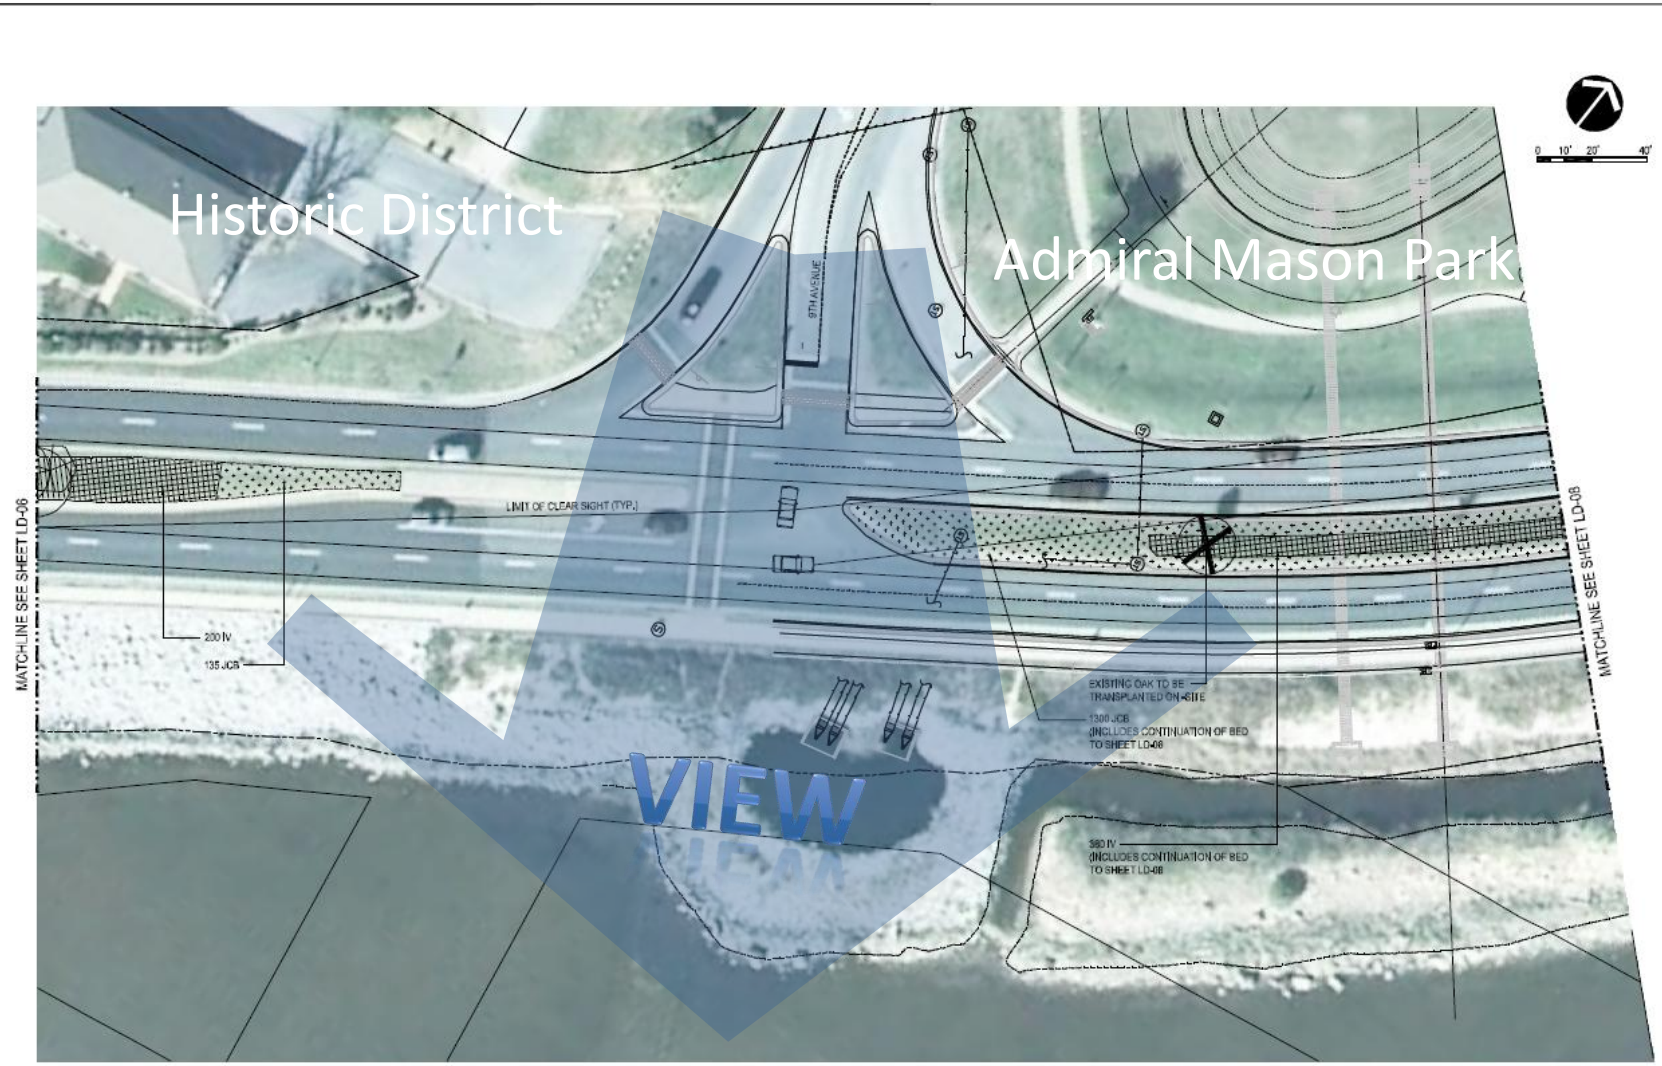 0 10' 20' 40'
Historic District
Admiral Mason Park
9TH AVENUE
LIMIT OF CLEAR SIGHT (TYP.)
MATCHLINE SEE SHEET LD-06
MATCHLINE SEE SHEET LD-08
200 IV
135 JCB
EXISTING OAK TO BE
TRANSPLANTED ON-SITE
1300 JCB
(INCLUDES CONTINUATION OF BED
TO SHEET LD-08
VIEW
380 IV
(INCLUDES CONTINUATION OF BED
TO SHEET LD-08